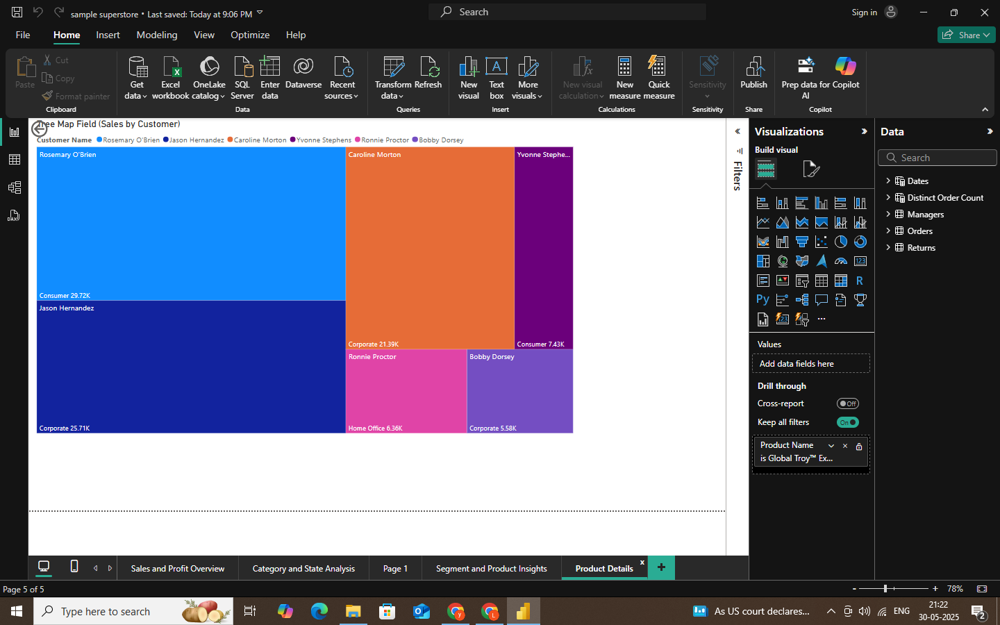 sample superstore • Last saved: Today at 9:06 PM
Search
Sign in
File Home Insert Modeling View Optimize Help
Share
Paste
Cut
Copy
Format painter
Clipboard
Get data
Excel workbook
OneLake catalog
SQL Server
Enter data
Dataverse
Recent sources
Data
Transform data
Refresh
Queries
New visual
Text box
More visuals
Insert
New visual calculation
New measure
Quick measure
Calculations
Sensitivity
Sensitivity
Publish
Share
Prep data for AI
Copilot
Copilot
Tree Map Field (Sales by Customer)
Customer Name Rosemary O'Brien Jason Hernandez Caroline Morton Yvonne Stephens Ronnie Proctor Bobby Dorsey
Rosemary O'Brien
Consumer 29.72K
Jason Hernandez
Corporate 25.71K
Caroline Morton
Corporate 21.39K
Yvonne Stephe...
Consumer 7.43K
Ronnie Proctor
Home Office 6.36K
Bobby Dorsey
Corporate 5.58K
Filters
Visualizations
Build visual
123
R
Py
123
Values
Add data fields here
Drill through
Cross-report
Off
Keep all filters
On
Product Name
is Global Troy™ Ex...
Data
Search
Dates
Distinct Order Count
Managers
Orders
Returns
DAX
Sales and Profit Overview
Category and State Analysis
Page 1
Segment and Product Insights
Product Details
x
+
Page 5 of 5
- + 78%
Type here to search
y
L
As US court declares...
ENG
21:22
30-05-2025
2